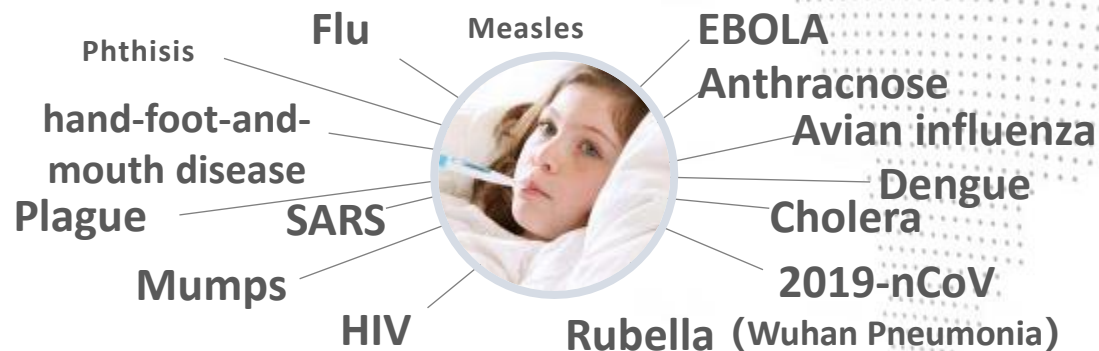 Flu
Measles
EBOLA
Phthisis
Anthracnose
hand-foot-and-
mouth disease
Avian influenza
Dengue
Plague
SARS
Cholera
Mumps
2019-nCoV
HIV
Rubella
(Wuhan Pneumonia)